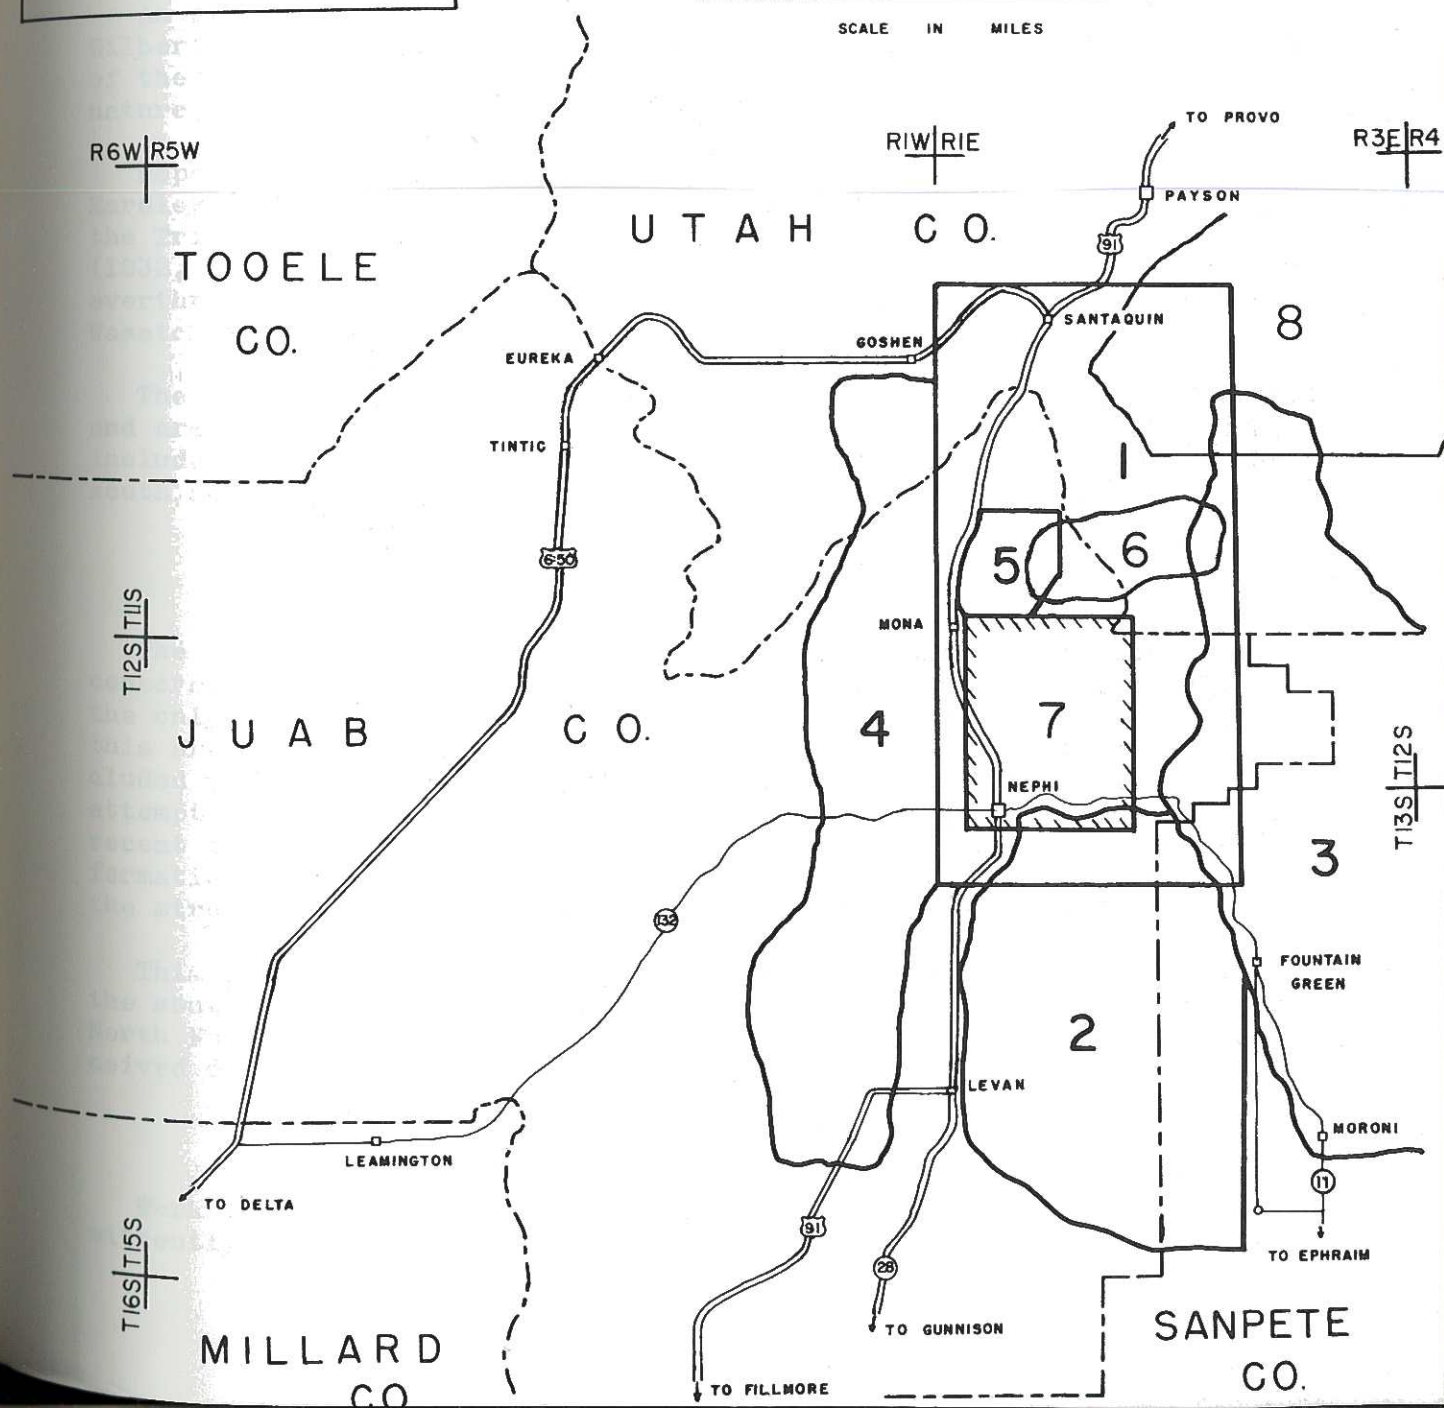 SCALE IN MILES
TO PROVO
R6W R5W
R1W R1E
R3E R4
PAYSON
UTAH CO.
91
TOOELE
CO.
SANTAQUIN
8
GOSHEN
EUREKA
TINTIC
1
6-50
5
6
T12S T11S
MONA
JUAB CO.
4
7
NEPHI
T13S T12S
3
132
FOUNTAIN
GREEN
2
LEVAN
MORONI
LEAMINGTON
11
TO DELTA
91
TO EPHRAIM
28
T16S T15S
TO GUNNISON
SANPETE
CO.
MILLARD
CO
TO FILLMORE